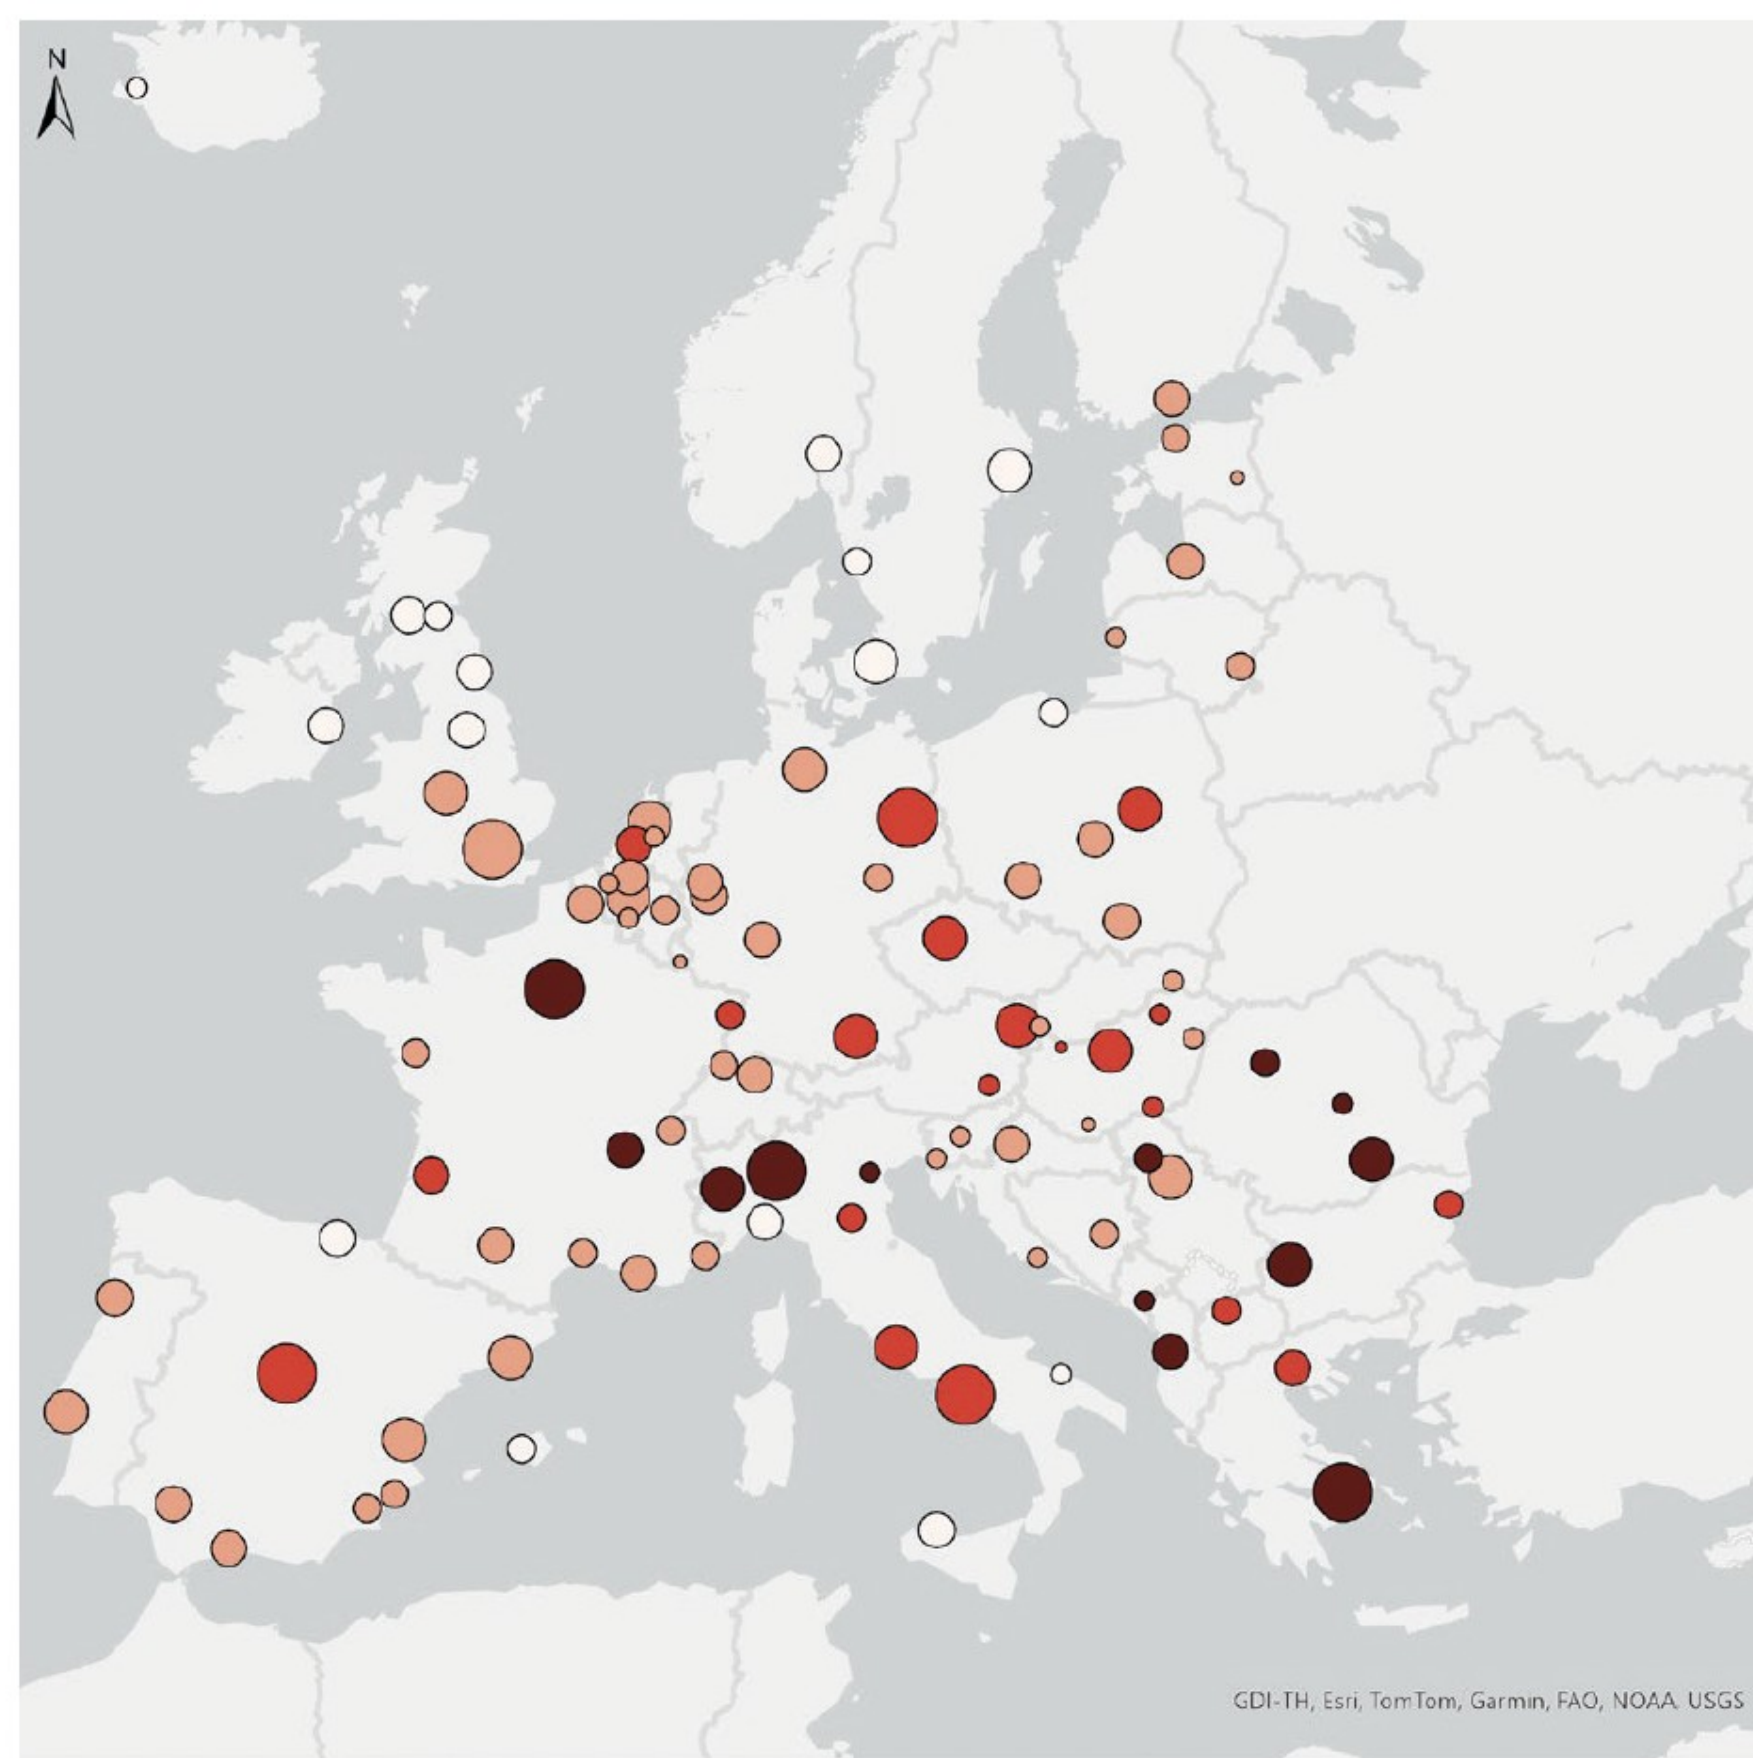 N
GDI-TH, Esri, TomTom, Garmin, FAO, NOAA, USGS